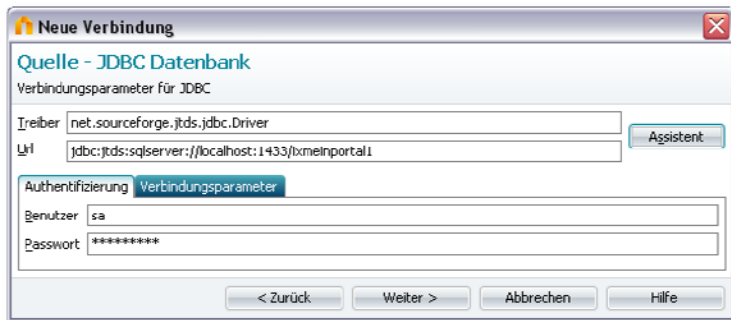 Neue Verbindung
Quelle - JDBC Datenbank
Verbindungsparameter für JDBC
Treiber net.sourceforge.jtds.jdbc.Driver
Assistent
Url jdbc:jtds:sqlserver://localhost:1433/ixmeinportal1
Authentifizierung Verbindungsparameter
Benutzer sa
Passwort *********
< Zurück Weiter > Abbrechen Hilfe